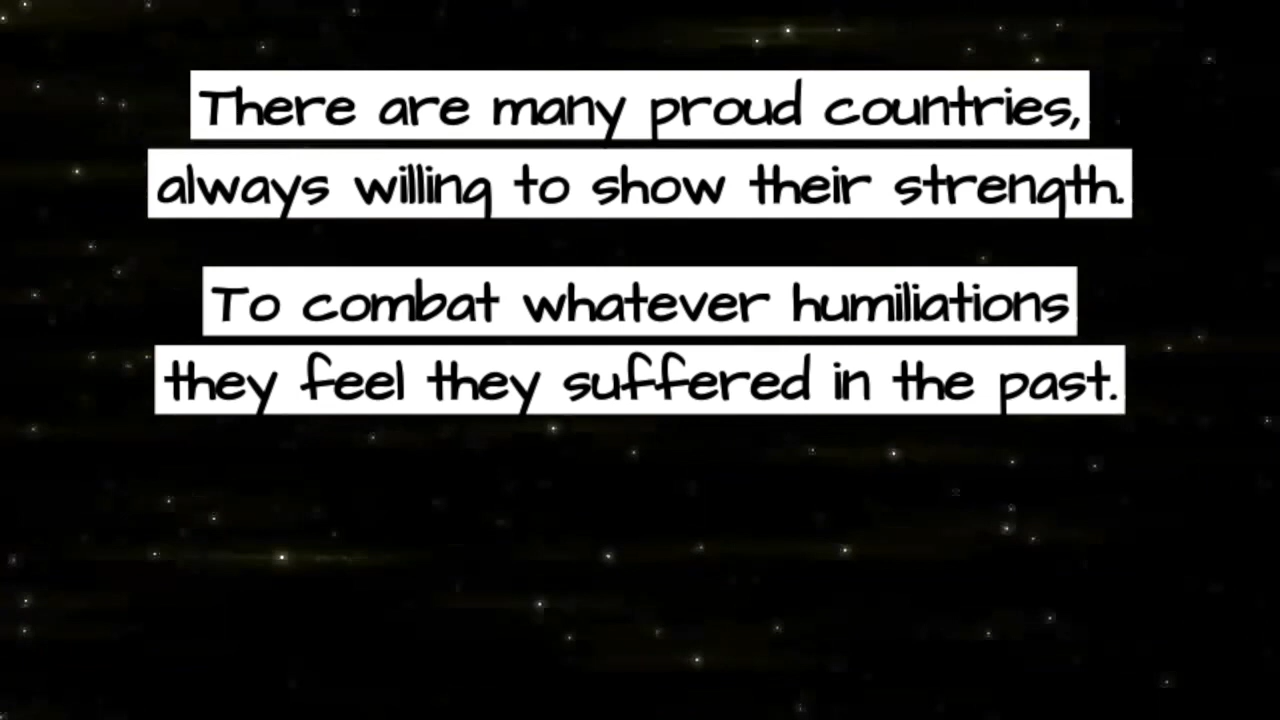 There are many proud countries,
always willing to show their strength.
To combat whatever humiliations
they feel they suffered in the past.